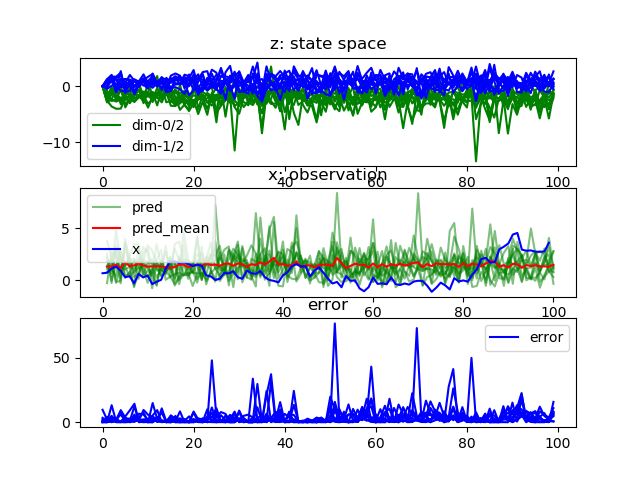 z: state space
0
−10
dim-0/2
dim-1/2
0 20 40 60 80 100
x: observation
5
0
pred
pred_mean
x
0 20 40 60 80 100
error
50
0
error
0 20 40 60 80 100